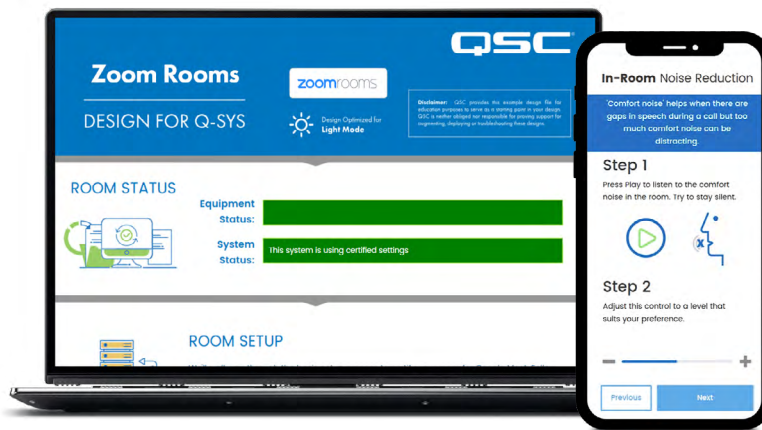 QSC
Zoom Rooms
DESIGN FOR Q-SYS
zoomrooms
Design Optimized for
Light Mode
Disclaimer: QSC provides this example design file for
education purposes to serve as a starting point in your design.
QSC is neither obliged nor responsible for proving support for
augmenting, deploying or troubleshooting these designs.
ROOM STATUS
Equipment
Status:
System
Status:
This system is using certified settings
ROOM SETUP
In-Room Noise Reduction
'Comfort noise' helps when there are
gaps in speech during a call but too
much comfort noise can be
distracting.
Step 1
Press Play to listen to the comfort
noise in the room. Try to stay silent.
x
Step 2
Adjust this control to a level that
suits your preference.
Previous
Next